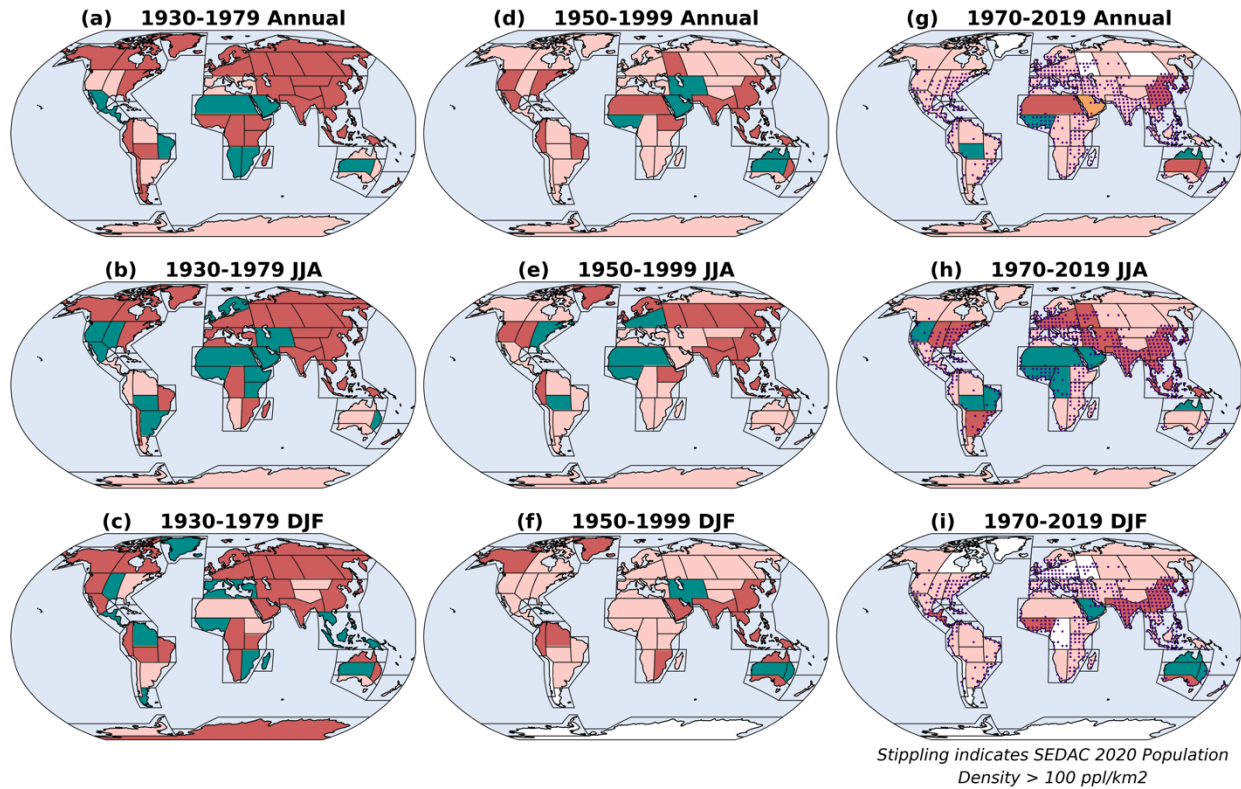 (a) 1930-1979 Annual
(d) 1950-1999 Annual
(g) 1970-2019 Annual
(b) 1930-1979 JJA
(e) 1950-1999 JJA
(h) 1970-2019 JJA
(c) 1930-1979 DJF
(f) 1950-1999 DJF
(i) 1970-2019 DJF
Stippling indicates SEDAC 2020 Population
Density > 100 ppl/km2